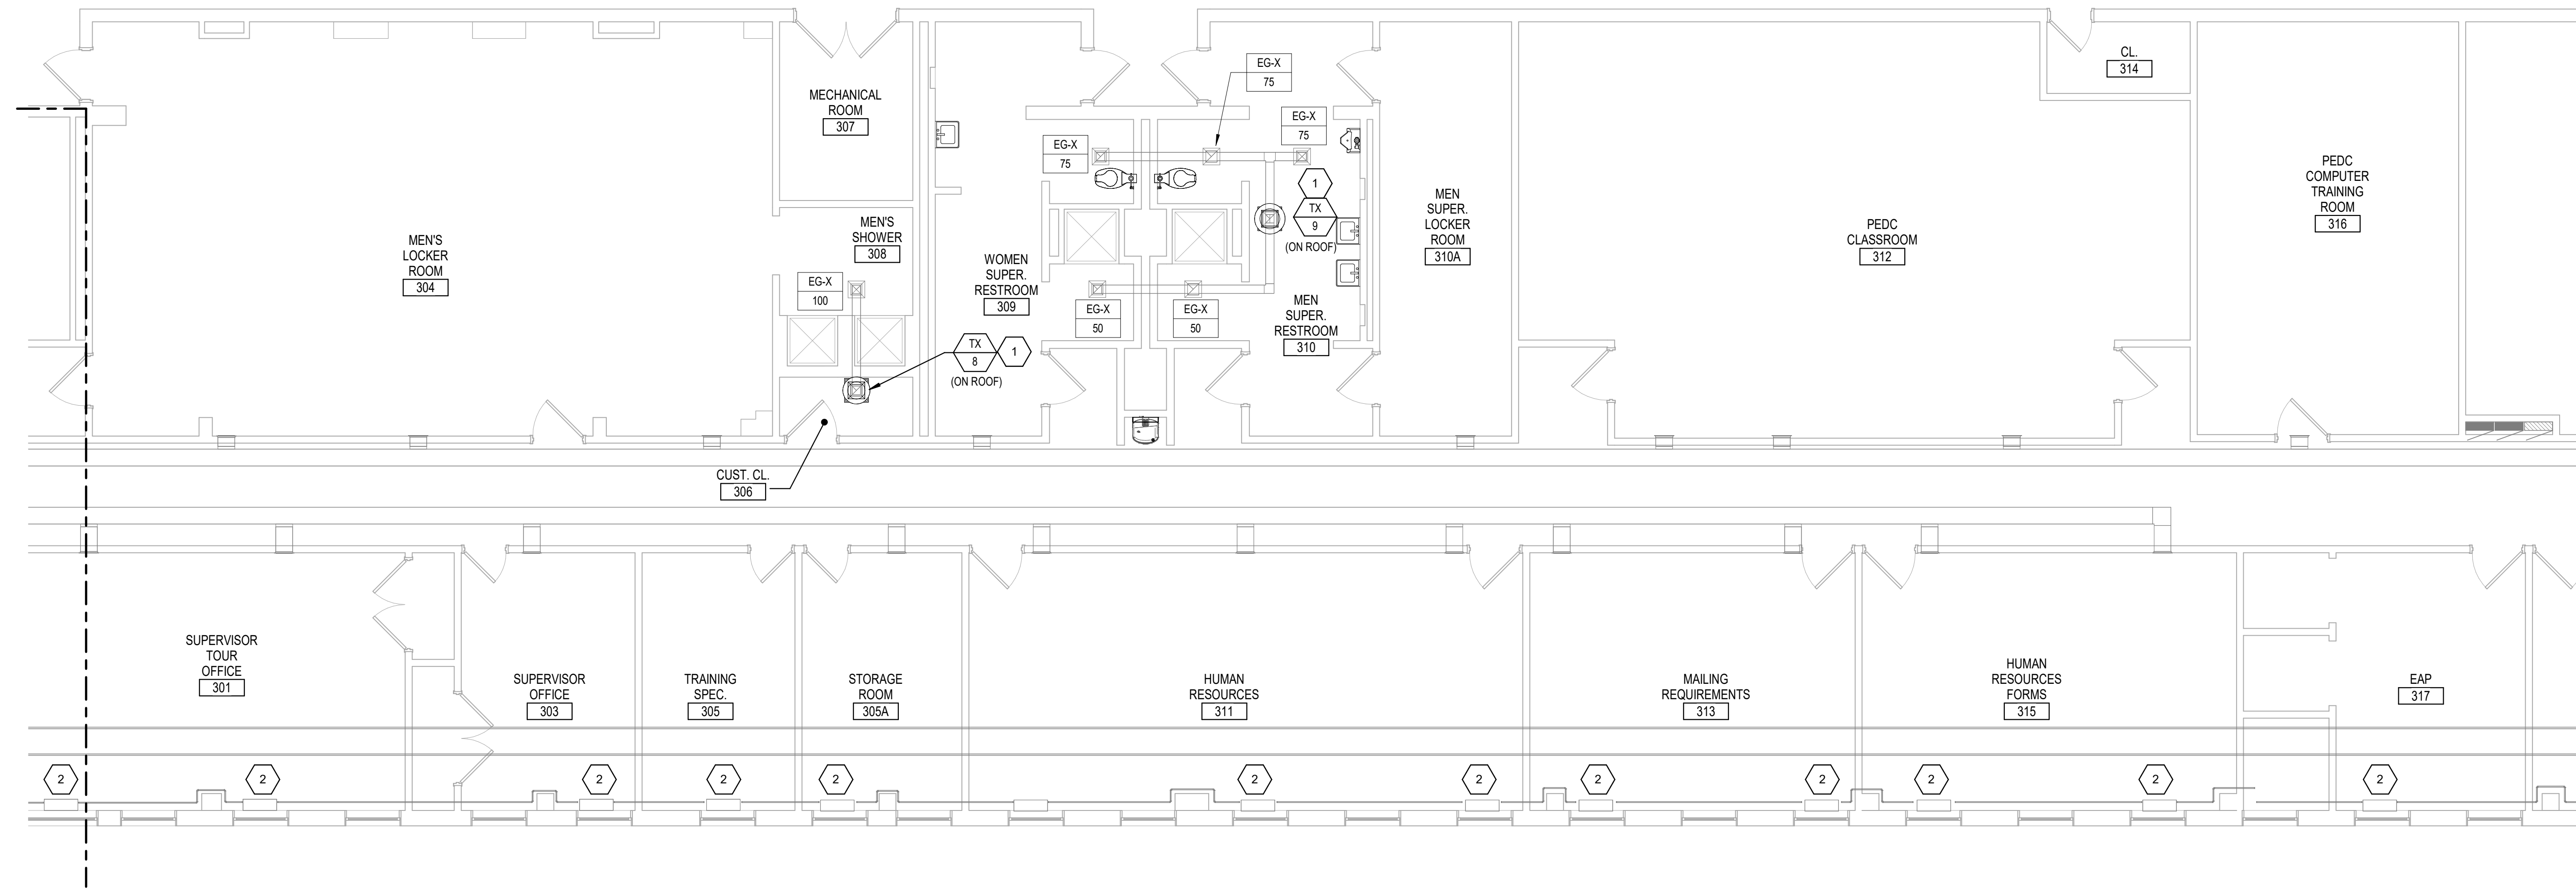 CL.
314
EG-X
75
MECHANICAL
ROOM
307
EG-X
75
EG-X
75
PEDC
COMPUTER
TRAINING
ROOM
316
1
TX
9
(ON ROOF)
MEN
SUPER.
LOCKER
ROOM
310A
MEN'S
SHOWER
308
PEDC
CLASSROOM
312
MEN'S
LOCKER
ROOM
304
WOMEN
SUPER.
RESTROOM
309
EG-X
100
EG-X
50
EG-X
50
MEN
SUPER.
RESTROOM
310
TX
8
1
(ON ROOF)
CUST. CL.
306
SUPERVISOR
TOUR
OFFICE
301
SUPERVISOR
OFFICE
303
TRAINING
SPEC.
305
STORAGE
ROOM
305A
HUMAN
RESOURCES
311
MAILING
REQUIREMENTS
313
HUMAN
RESOURCES
FORMS
315
EAP
317
2
2
2
2
2
2
2
2
2
2
2
2